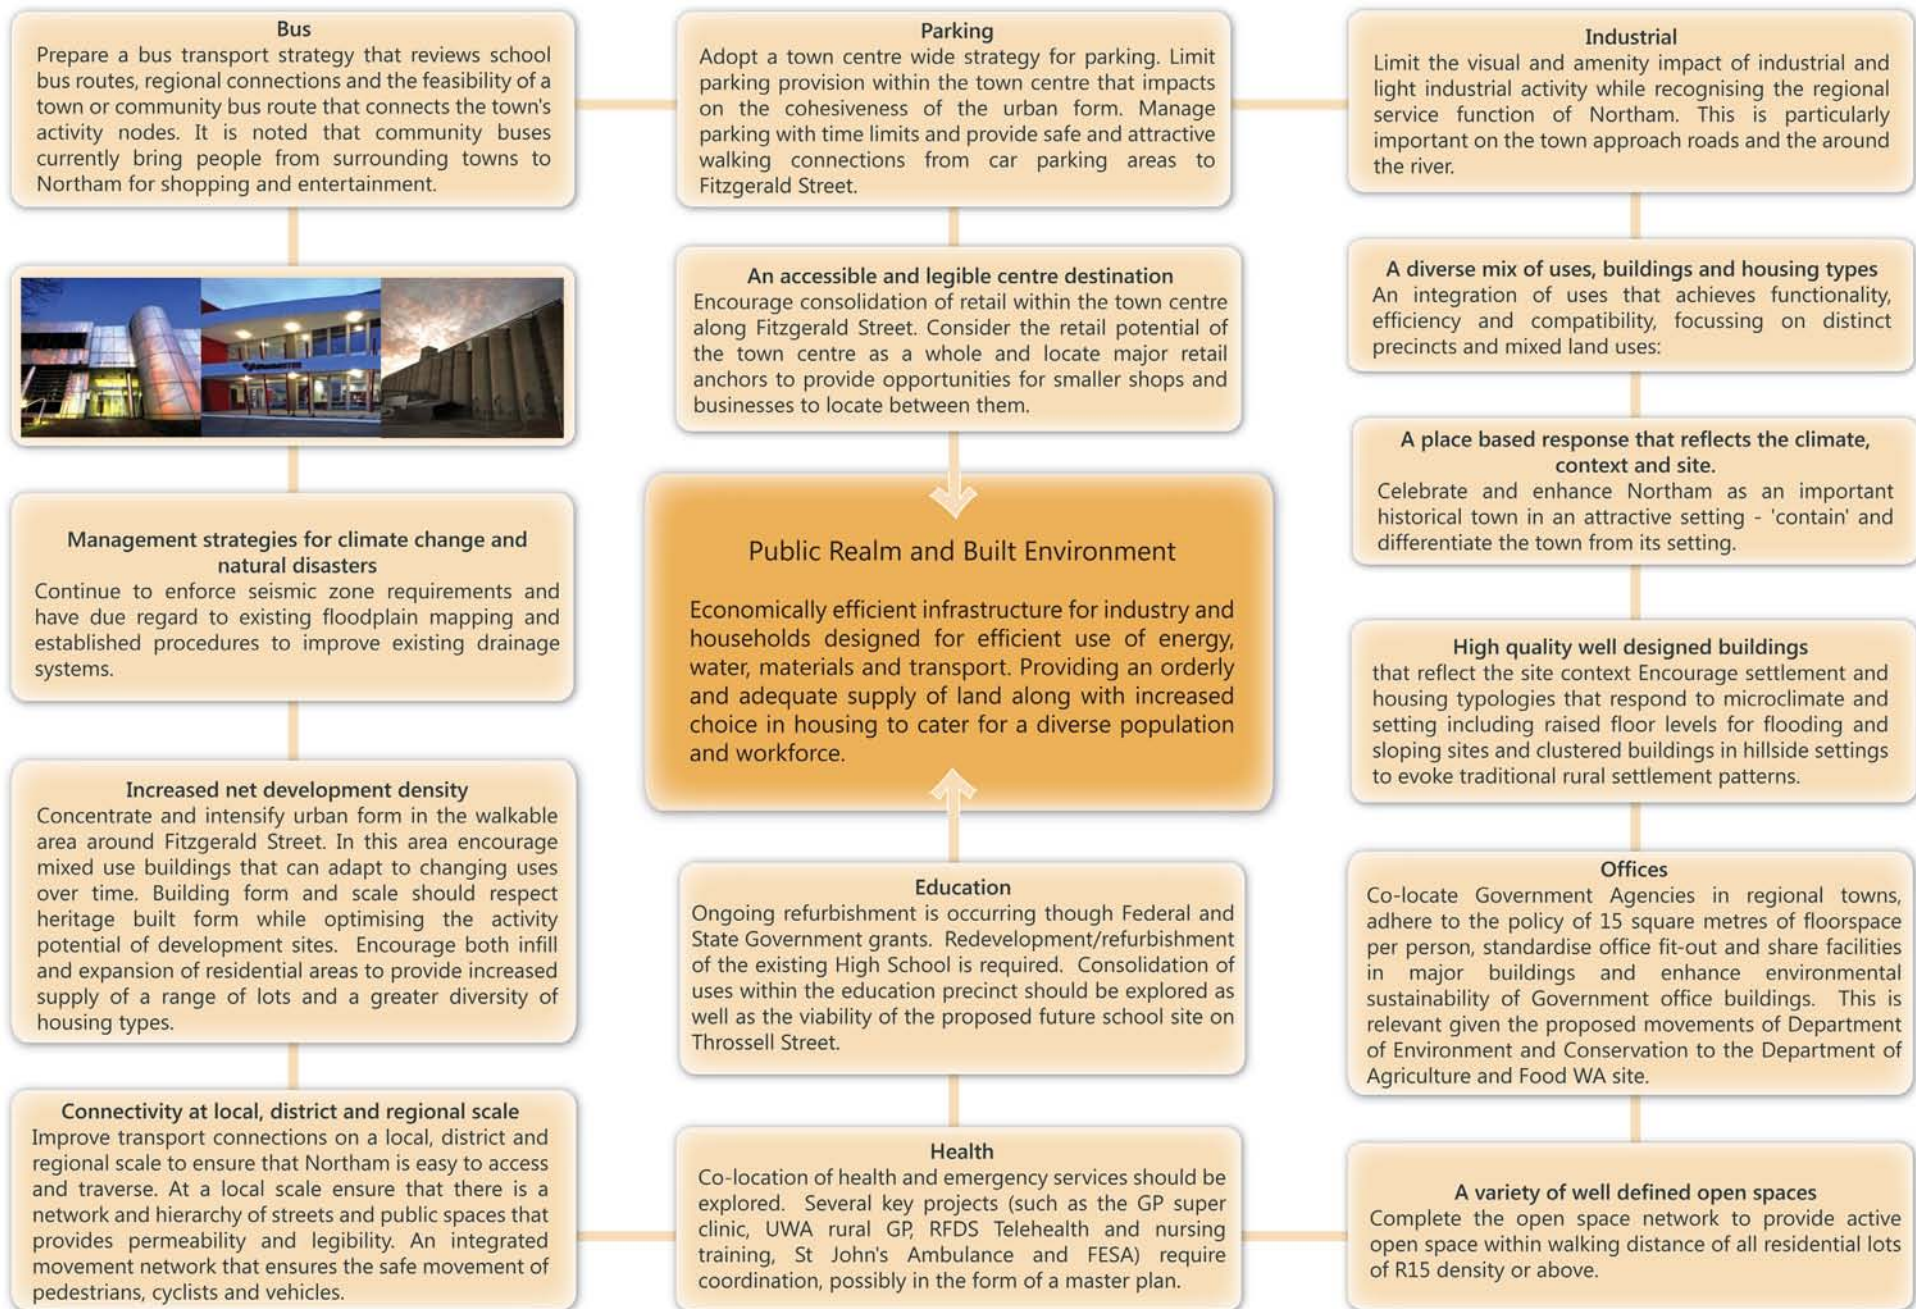 Bus
Prepare a bus transport strategy that reviews school
bus routes, regional connections and the feasibility of a
town or community bus route that connects the town's
activity nodes. It is noted that community buses
currently bring people from surrounding towns to
Northam for shopping and entertainment.
Parking
Adopt a town centre wide strategy for parking. Limit
parking provision within the town centre that impacts
on the cohesiveness of the urban form. Manage
parking with time limits and provide safe and attractive
walking connections from car parking areas to
Fitzgerald Street.
Industrial
Limit the visual and amenity impact of industrial and
light industrial activity while recognising the regional
service function of Northam. This is particularly
important on the town approach roads and the around
the river.
An accessible and legible centre destination
Encourage consolidation of retail within the town centre
along Fitzgerald Street. Consider the retail potential of
the town centre as a whole and locate major retail
anchors to provide opportunities for smaller shops and
businesses to locate between them.
A diverse mix of uses, buildings and housing types
An integration of uses that achieves functionality,
efficiency and compatibility, focussing on distinct
precincts and mixed land uses:
A place based response that reflects the climate,
context and site.
Celebrate and enhance Northam as an important
historical town in an attractive setting - 'contain' and
differentiate the town from its setting.
Management strategies for climate change and
natural disasters
Continue to enforce seismic zone requirements and
have due regard to existing floodplain mapping and
established procedures to improve existing drainage
systems.
Public Realm and Built Environment
Economically efficient infrastructure for industry and
households designed for efficient use of energy,
water, materials and transport. Providing an orderly
and adequate supply of land along with increased
choice in housing to cater for a diverse population
and workforce.
High quality well designed buildings
that reflect the site context Encourage settlement and
housing typologies that respond to microclimate and
setting including raised floor levels for flooding and
sloping sites and clustered buildings in hillside settings
to evoke traditional rural settlement patterns.
Increased net development density
Concentrate and intensify urban form in the walkable
area around Fitzgerald Street. In this area encourage
mixed use buildings that can adapt to changing uses
over time. Building form and scale should respect
heritage built form while optimising the activity
potential of development sites. Encourage both infill
and expansion of residential areas to provide increased
supply of a range of lots and a greater diversity of
housing types.
Education
Ongoing refurbishment is occurring though Federal and
State Government grants. Redevelopment/refurbishment
of the existing High School is required. Consolidation of
uses within the education precinct should be explored as
well as the viability of the proposed future school site on
Throssell Street.
Offices
Co-locate Government Agencies in regional towns,
adhere to the policy of 15 square metres of floorspace
per person, standardise office fit-out and share facilities
in major buildings and enhance environmental
sustainability of Government office buildings. This is
relevant given the proposed movements of Department
of Environment and Conservation to the Department of
Agriculture and Food WA site.
Connectivity at local, district and regional scale
Improve transport connections on a local, district and
regional scale to ensure that Northam is easy to access
and traverse. At a local scale ensure that there is a
network and hierarchy of streets and public spaces that
provides permeability and legibility. An integrated
movement network that ensures the safe movement of
pedestrians, cyclists and vehicles.
Health
Co-location of health and emergency services should be
explored. Several key projects (such as the GP super
clinic, UWA rural GP, RFDS Telehealth and nursing
training, St John's Ambulance and FESA) require
coordination, possibly in the form of a master plan.
A variety of well defined open spaces
Complete the open space network to provide active
open space within walking distance of all residential lots
of R15 density or above.